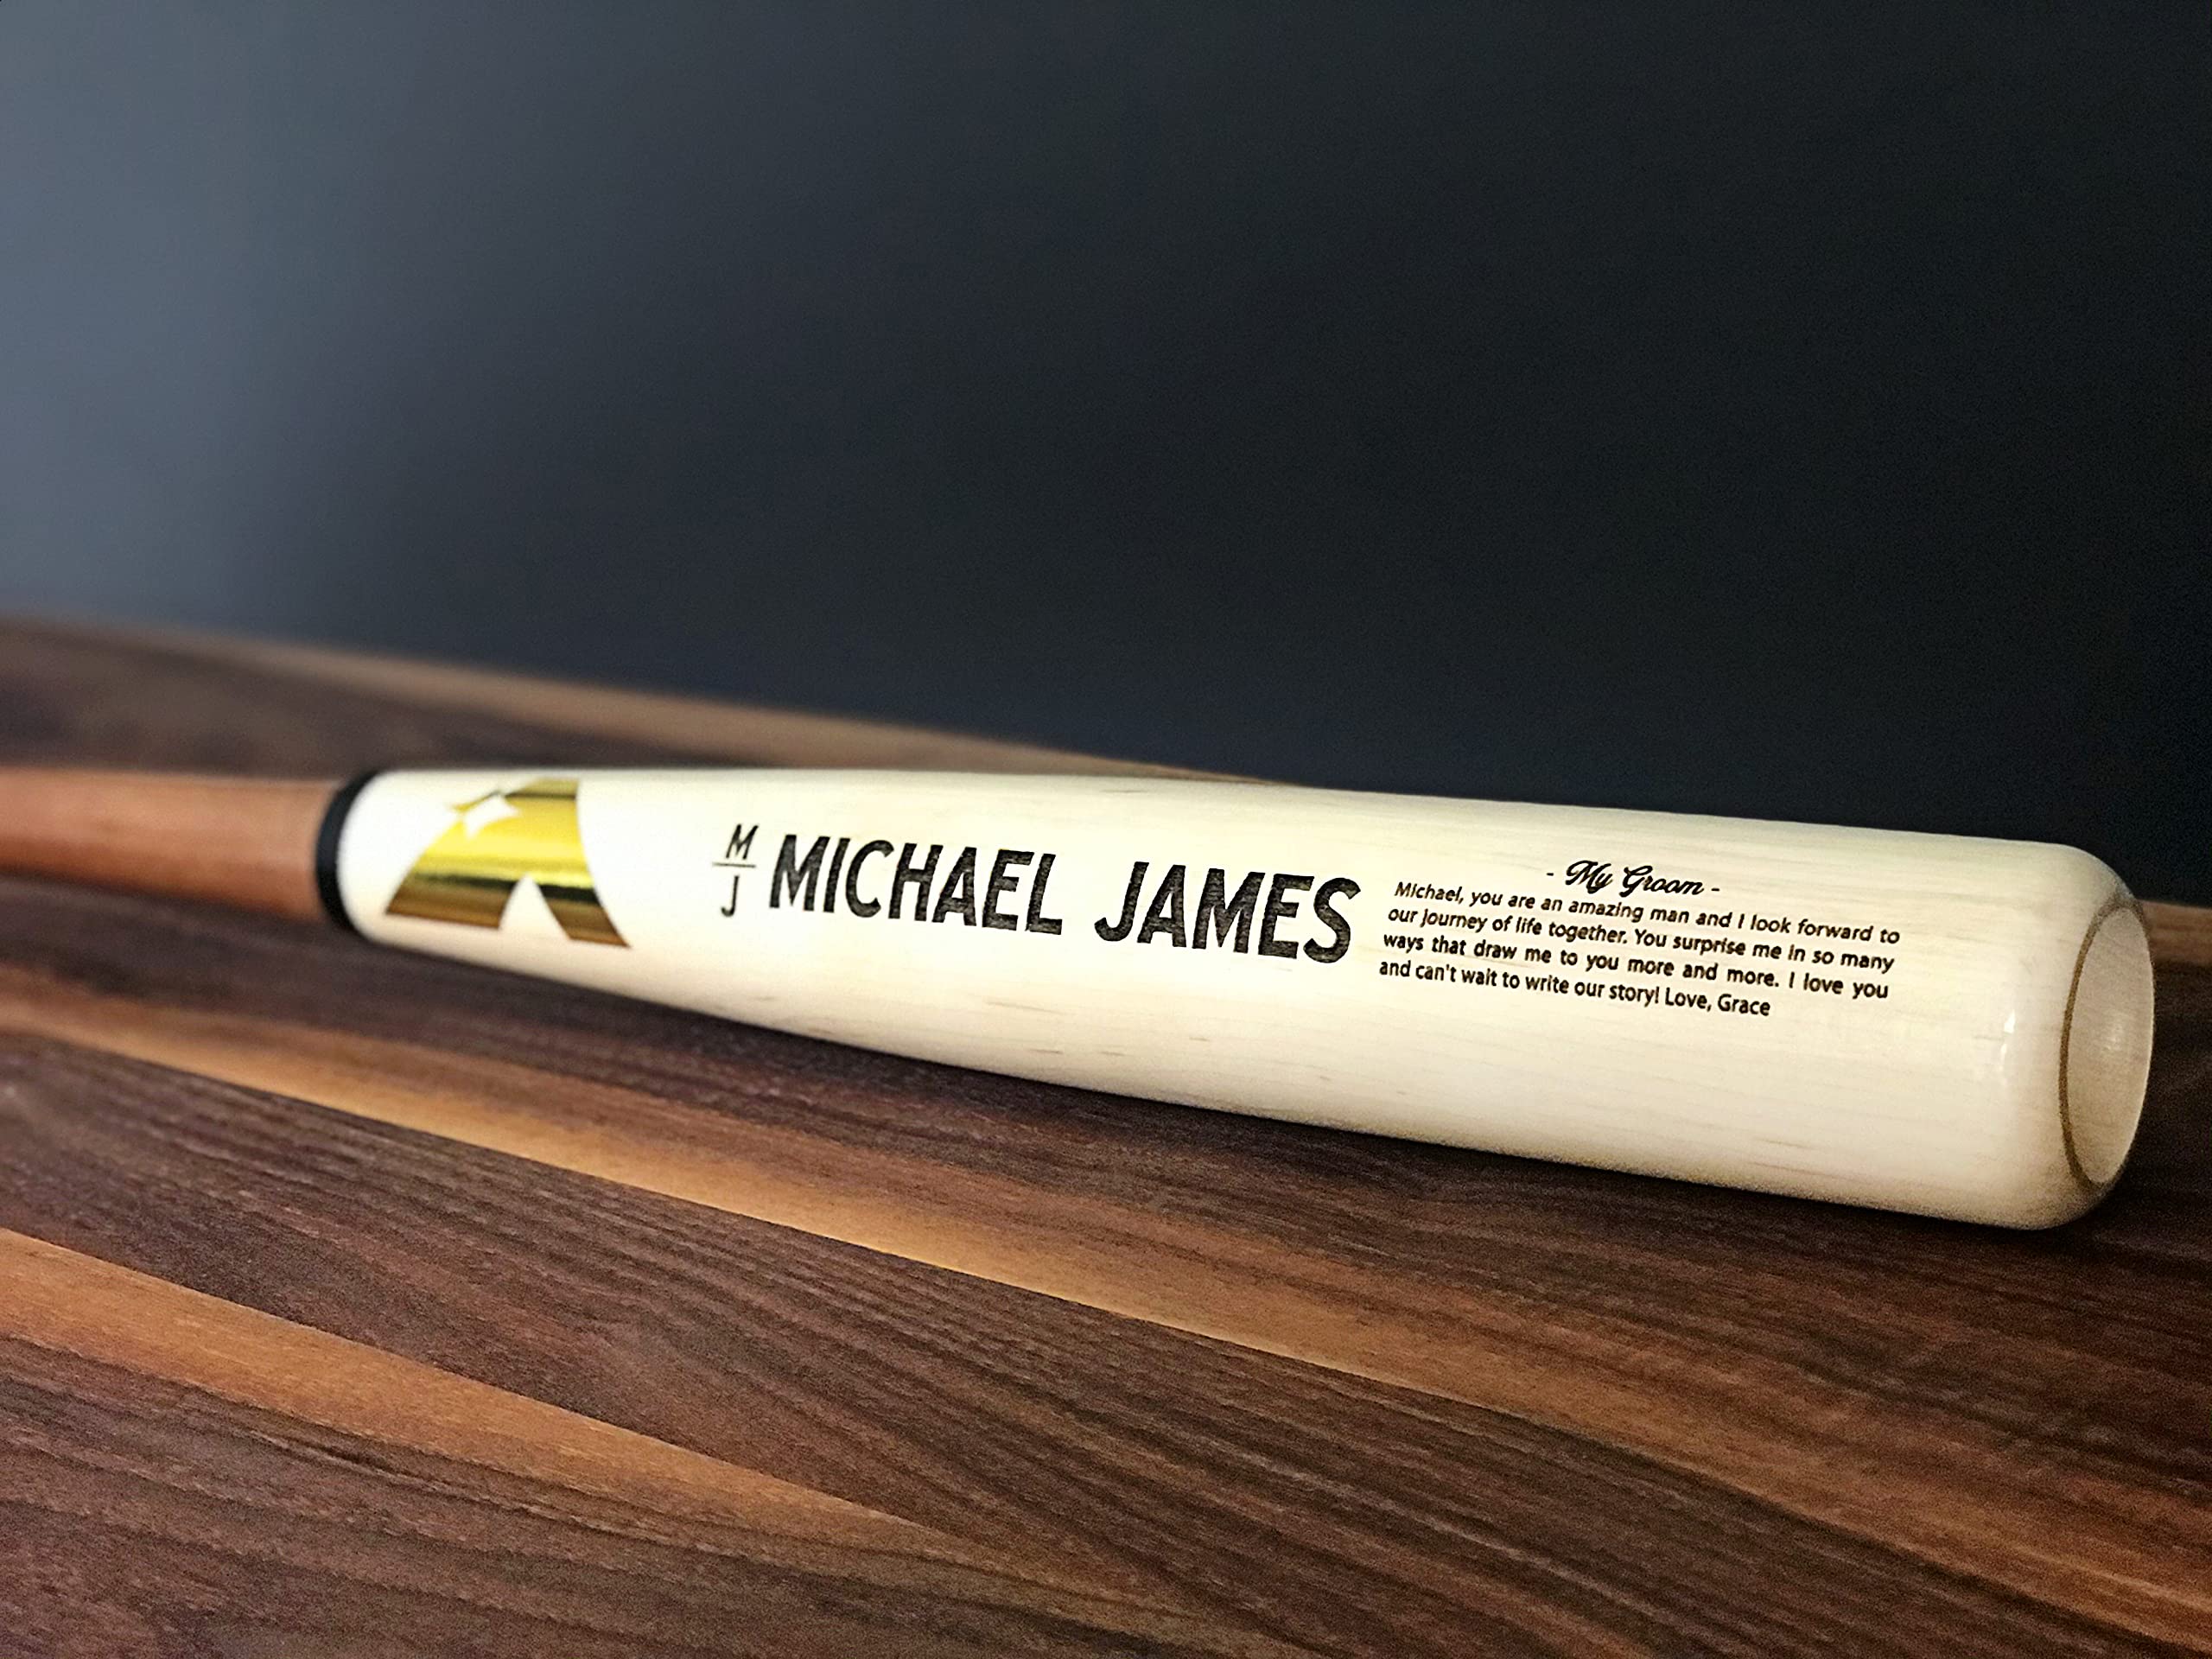 M
J
MICHAEL JAMES
- My Groom -
Michael, you are an amazing man and I look forward to
our journey of life together. You surprise me in so many
ways that draw me to you more and more. I love you
and can't wait to write our story! Love, Grace